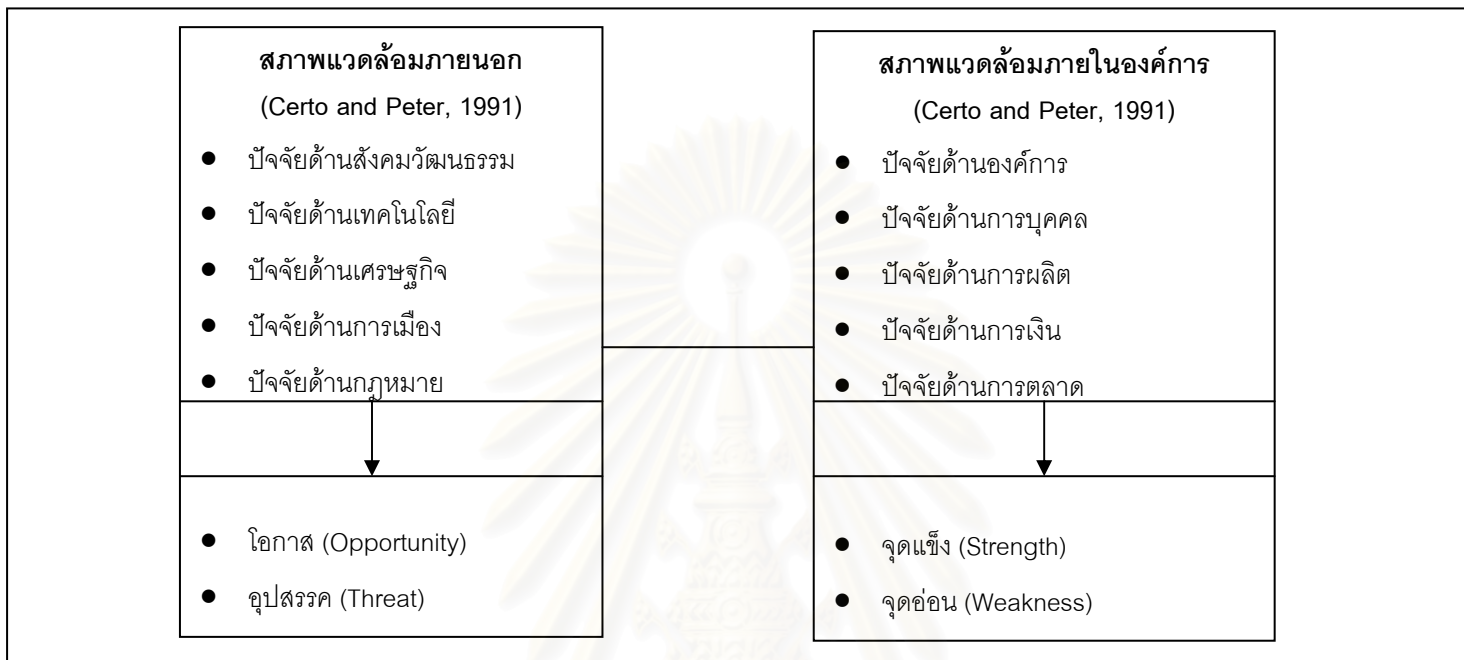 สภาพแวดล้อมภายนอก
(Certo and Peter, 1991)
● ปัจจัยด้านสังคมวัฒนธรรม
● ปัจจัยด้านเทคโนโลยี
● ปัจจัยด้านเศรษฐกิจ
● ปัจจัยด้านการเมือง
● ปัจจัยด้านกฎหมาย
● โอกาส (Opportunity)
● อุปสรรค (Threat)
สภาพแวดล้อมภายในองค์การ
(Certo and Peter, 1991)
● ปัจจัยด้านองค์การ
● ปัจจัยด้านการบุคคล
● ปัจจัยด้านการผลิต
● ปัจจัยด้านการเงิน
● ปัจจัยด้านการตลาด
● จุดแข็ง (Strength)
● จุดอ่อน (Weakness)